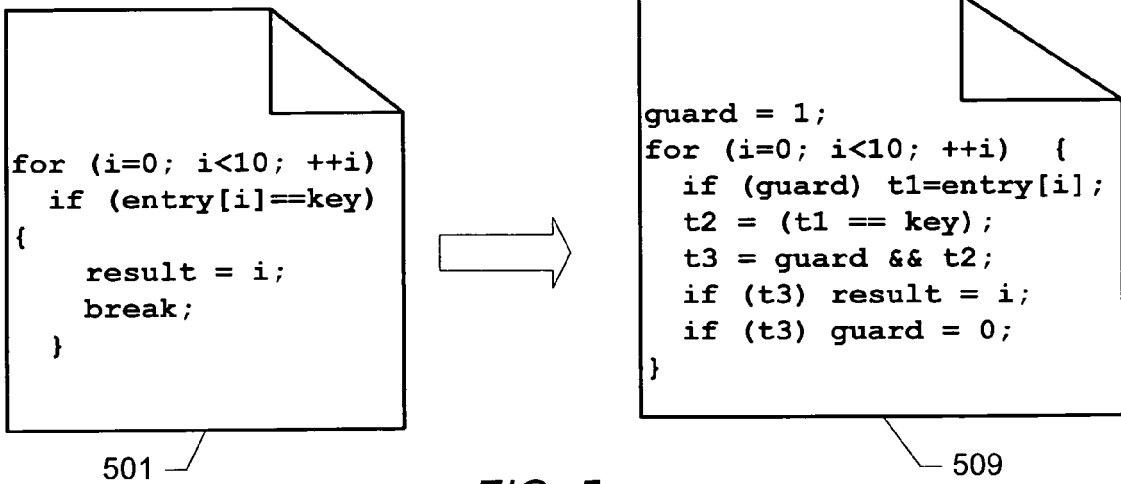 for (i=0; i<10; ++i)
if (entry[i]==key)
{
result = i;
break;
}
501
guard = 1;
for (i=0; i<10; ++i) {
if (guard) t1=entry[i];
t2 = (t1 == key);
t3 = guard && t2;
if (t3) result = i;
if (t3) guard = 0;
}
509